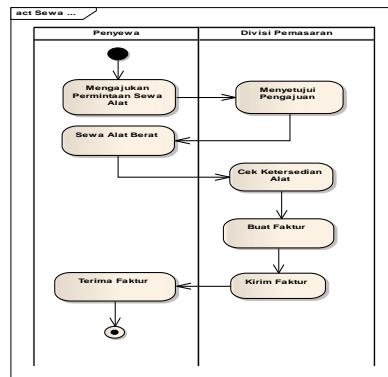 act Sewa ...
Penyewa
Divisi Pemasaran
Mengajukan
Permintaan Sewa
Alat
Menyetujui
Pengajuan
Sewa Alat Berat
Cek Ketersedian
Alat
Buat Faktur
Terima Faktur
Kirim Faktur